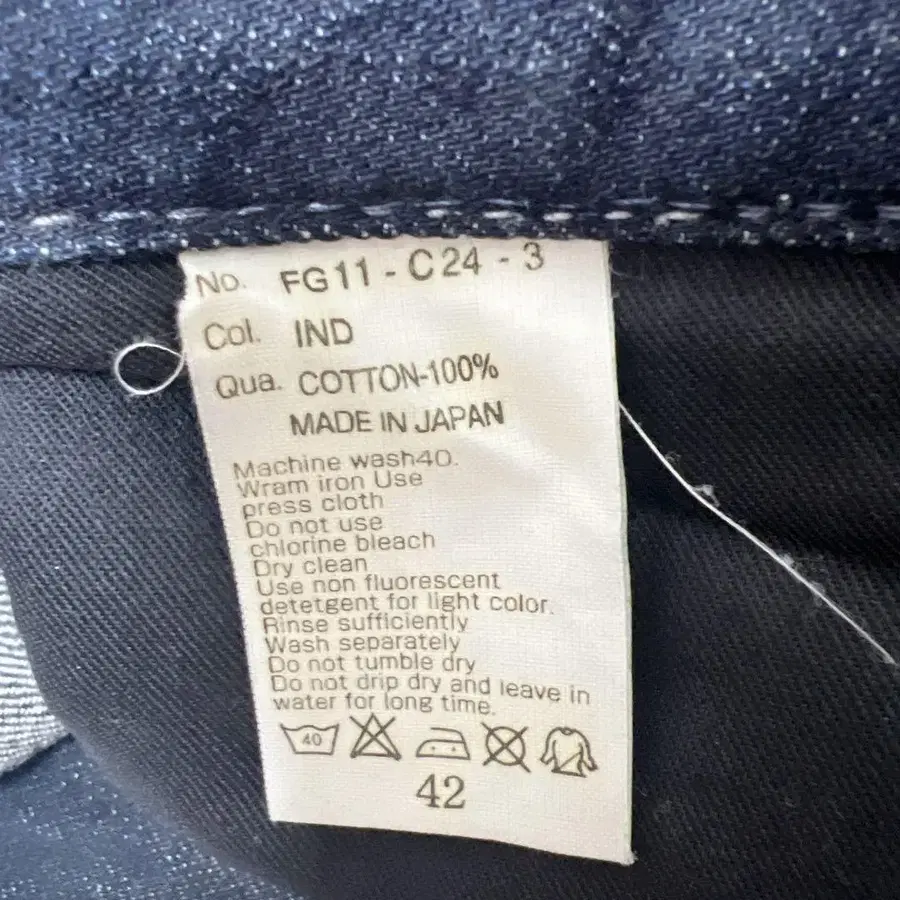 No. FG11 - C24 - 3
Col. IND
Qua. COTTON-100%
MADE IN JAPAN
Machine wash40.
Wram iron Use
press cloth
Do not use
chlorine bleach
Dry clean
Use non fluorescent
detetgent for light color.
Rinse sufficiently
Wash separately
Do not tumble dry
Do not drip dry and leave in
water for long time.
40
42